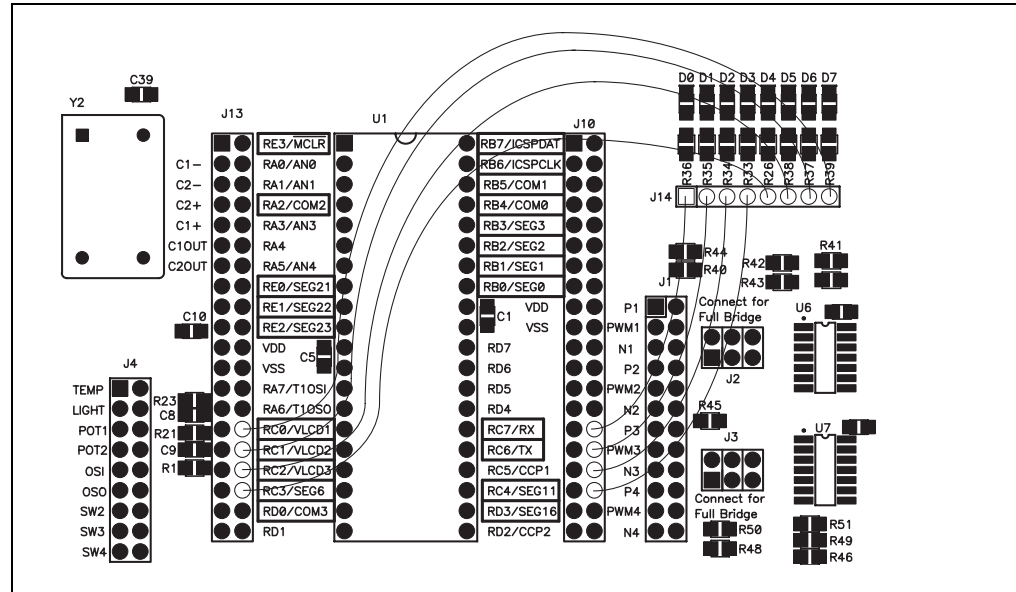 C39
Y2
J13
U1
J10
D0 D1 D2 D3 D4 D5 D6 D7
R36 R35 R34 R33 R26 R38 R37 R39
J14
C1-
C2-
C2+
C1+
C1OUT
C2OUT
RE3/MCLR
RA0/AN0
RA1/AN1
RA2/COM2
RA3/AN3
RA4
RA5/AN4
RE0/SEG21
RE1/SEG22
RE2/SEG23
VDD
VSS
RA7/T1OSI
RA6/T1OSO
RC0/VLCD1
RC1/VLCD2
RC2/VLCD3
RC3/SEG6
RD0/COM3
RD1
C10
C5
RB7/ICSPDAT
RB6/ICSPCLK
RB5/COM1
RB4/COM0
RB3/SEG3
RB2/SEG2
RB1/SEG1
RB0/SEG0
VDD
VSS
C1
RD7
RD6
RD5
RD4
RC7/RX
RC6/TX
RC5/CCP1
RC4/SEG11
RD3/SEG16
RD2/CCP2
J4
TEMP
LIGHT
POT1
POT2
OSI
OSO
SW2
SW3
SW4
R23
C8
R21
C9
R1
J1
P1
PWM1
N1
P2
PWM2
N2
P3
PWM3
N3
P4
PWM4
N4
R44
R40
R42
R43
R41
Connect for
Full Bridge
J2
U6
R45
J3
Connect for
Full Bridge
U7
R50
R48
R51
R49
R46